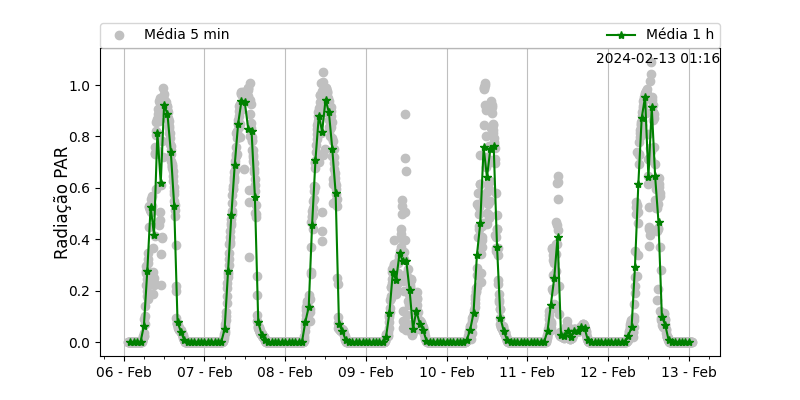 Média 5 min
Média 1 h
2024-02-13 01:16
Radiação PAR
1.0
0.8
0.6
0.4
0.2
0.0
06 - Feb
07 - Feb
08 - Feb
09 - Feb
10 - Feb
11 - Feb
12 - Feb
13 - Feb